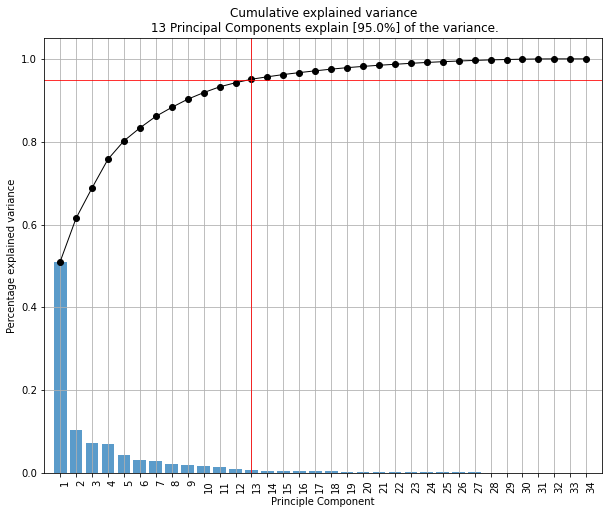 Cumulative explained variance
13 Principal Components explain [95.0%] of the variance.
Percentage explained variance
1.0
0.8
0.6
0.4
0.2
0.0
1 2 3 4 5 6 7 8 9 10 11 12 13 14 15 16 17 18 19 20 21 22 23 24 25 26 27 28 29 30 31 32 33 34
Principle Component